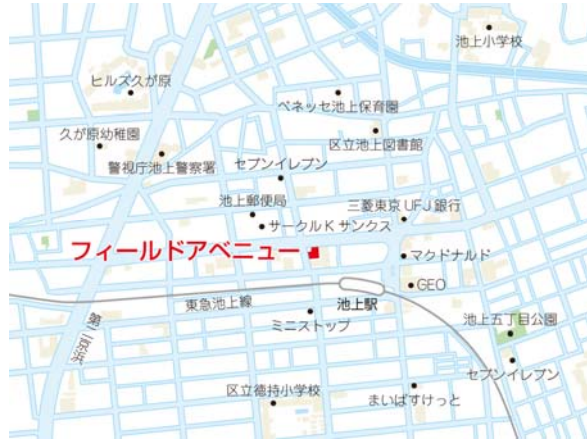 池上小学校
ヒルズ久が原
ベネッセ池上保育園
久が原幼稚園
区立池上図書館
警視庁池上警察署
セブンイレブン
池上郵便局
三菱東京UFJ銀行
サークルKサンクス
フィールドアベニュー
マクドナルド
GEO
東急池上線
池上駅
ミニストップ
池上五丁目公園
第二京浜
セブンイレブン
区立徳持小学校
まいばすけっと